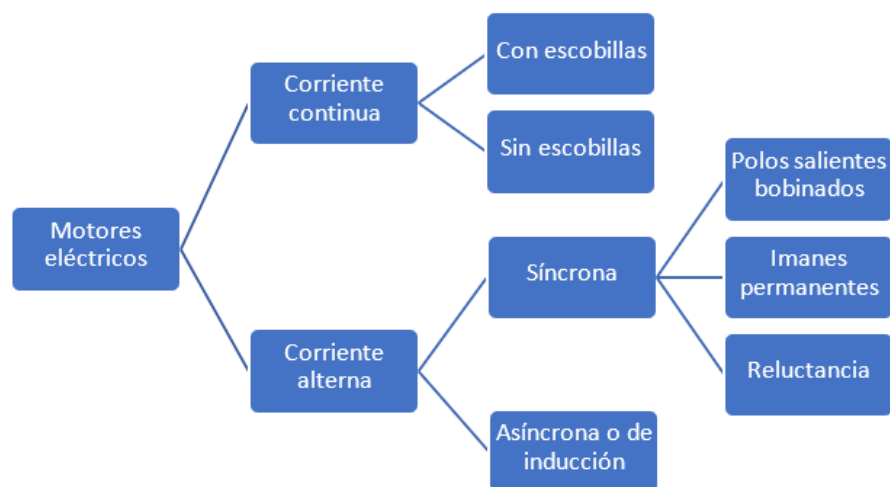 Motores
eléctricos
Corriente
continua
Con escobillas
Sin escobillas
Corriente
alterna
Síncrona
Polos salientes
bobinados
Imanes
permanentes
Reluctancia
Asíncrona o de
inducción